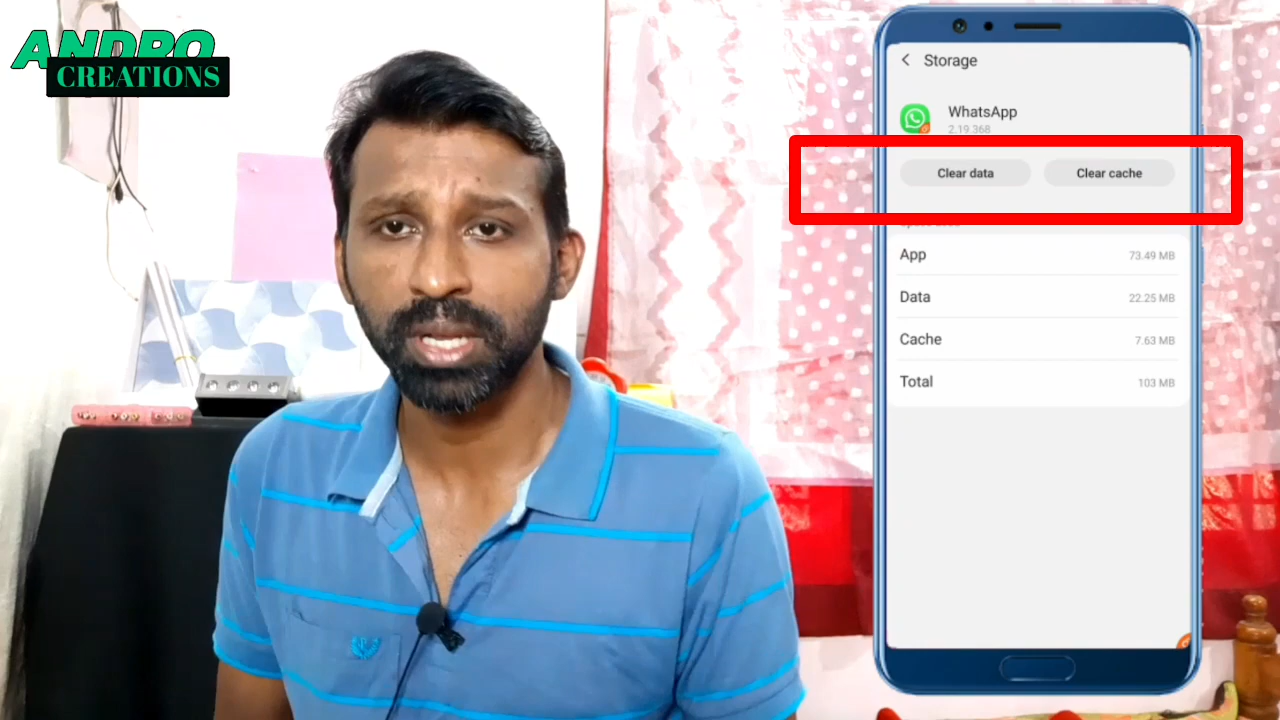 ANDRO
CREATIONS
Storage
WhatsApp
2.19.368
Clear data
Clear cache
App
73.49 MB
Data
22.25 MB
Cache
7.63 MB
Total
103 MB